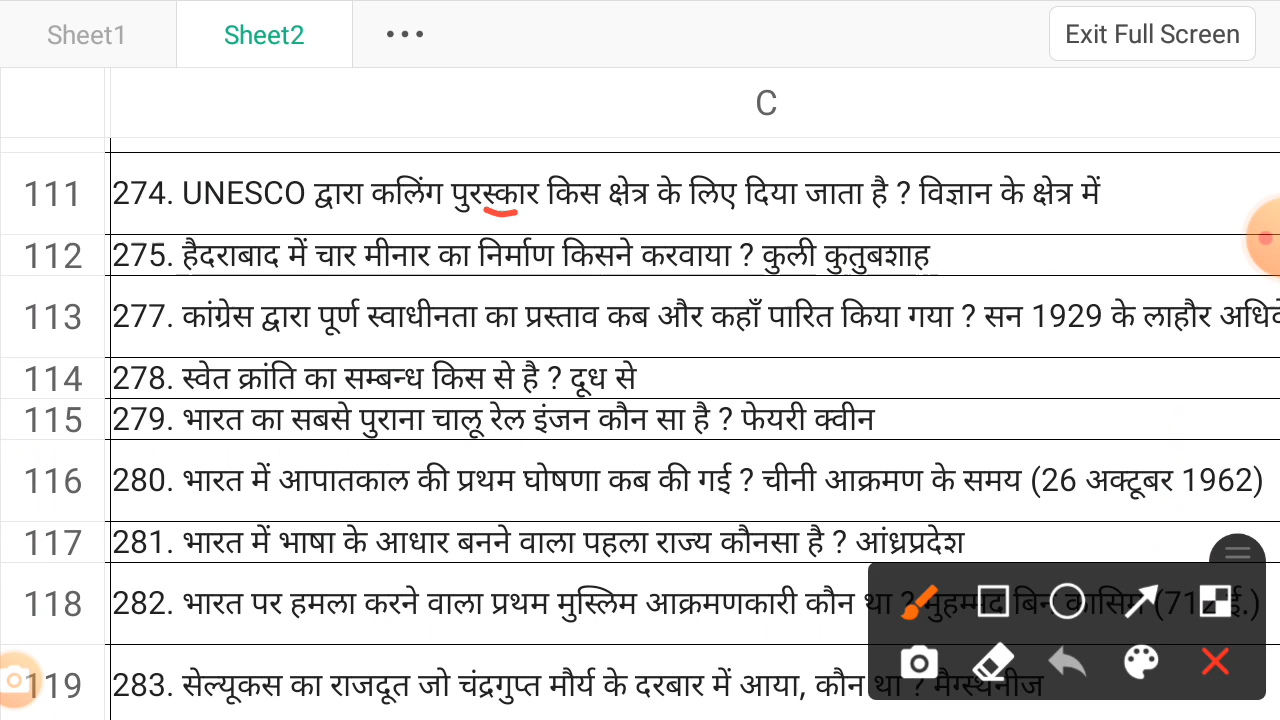 Sheet1 Sheet2 ••• Exit Full Screen
C
111 274. UNESCO द्वारा कलिंग पुरस्कार किस क्षेत्र के लिए दिया जाता है ? विज्ञान के क्षेत्र में
112 275. हैदराबाद में चार मीनार का निर्माण किसने करवाया ? कुली कुतुबशाह
113 277. कांग्रेस द्वारा पूर्ण स्वाधीनता का प्रस्ताव कब और कहाँ पारित किया गया ? सन 1929 के लाहौर
114 278. स्वेत क्रांति का सम्बन्ध किस से है ? दूध से
115 279. भारत का सबसे पुराना चालू रेल इंजन कौन सा है ? फेयरी क्वीन
116 280. भारत में आपातकाल की प्रथम घोषणा कब की गई ? चीनी आक्रमण के समय (26 अक्टूबर 1962)
117 281. भारत में भाषा के आधार बनने वाला पहला राज्य कौनसा है ? आंध्रप्रदेश
118 282. भारत पर हमला करने वाला प्रथम मुस्लिम आक्रमणकारी कौन था ? मुहम्मद बिन कासिम (712 ई.)
119 283. सेल्यूकस का राजदूत जो चंद्रगुप्त मौर्य के दरबार में आया, कौन था ? मैग्स्थनीज